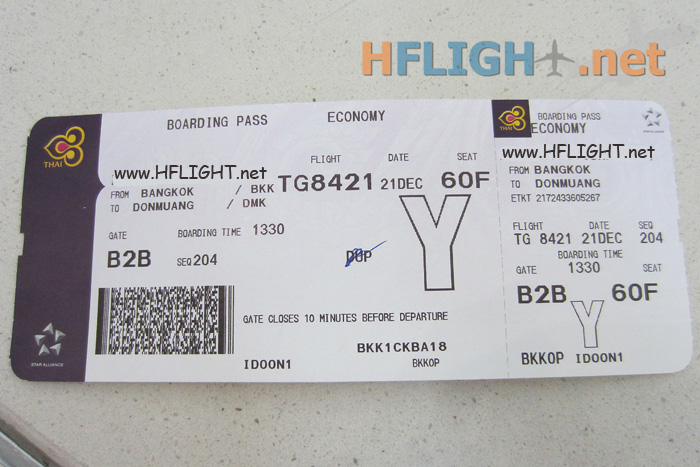 HFLIGHT.net
BOARDING PASS ECONOMY
THAI
www.HFLIGHT.net
FLIGHT DATE SEAT
TG8421 21DEC 60F
FROM BANGKOK / BKK
TO DONMUANG / DMK
GATE BOARDING TIME 1330
B2B SEQ 204
Y
GATE CLOSES 10 MINUTES BEFORE DEPARTURE
BKK1CKBA18
IDOON1 BKKOP
STAR ALLIANCE
THAI
BOARDING PASS
ECONOMY
www.HFLIGHT.net
FROM BANGKOK
TO DONMUANG
ETKT 2172433605267
FLIGHT DATE SEQ
TG 8421 21DEC 204
BOARDING TIME
GATE 1330 SEAT
B2B 60F
Y
BKKOP IDOON1